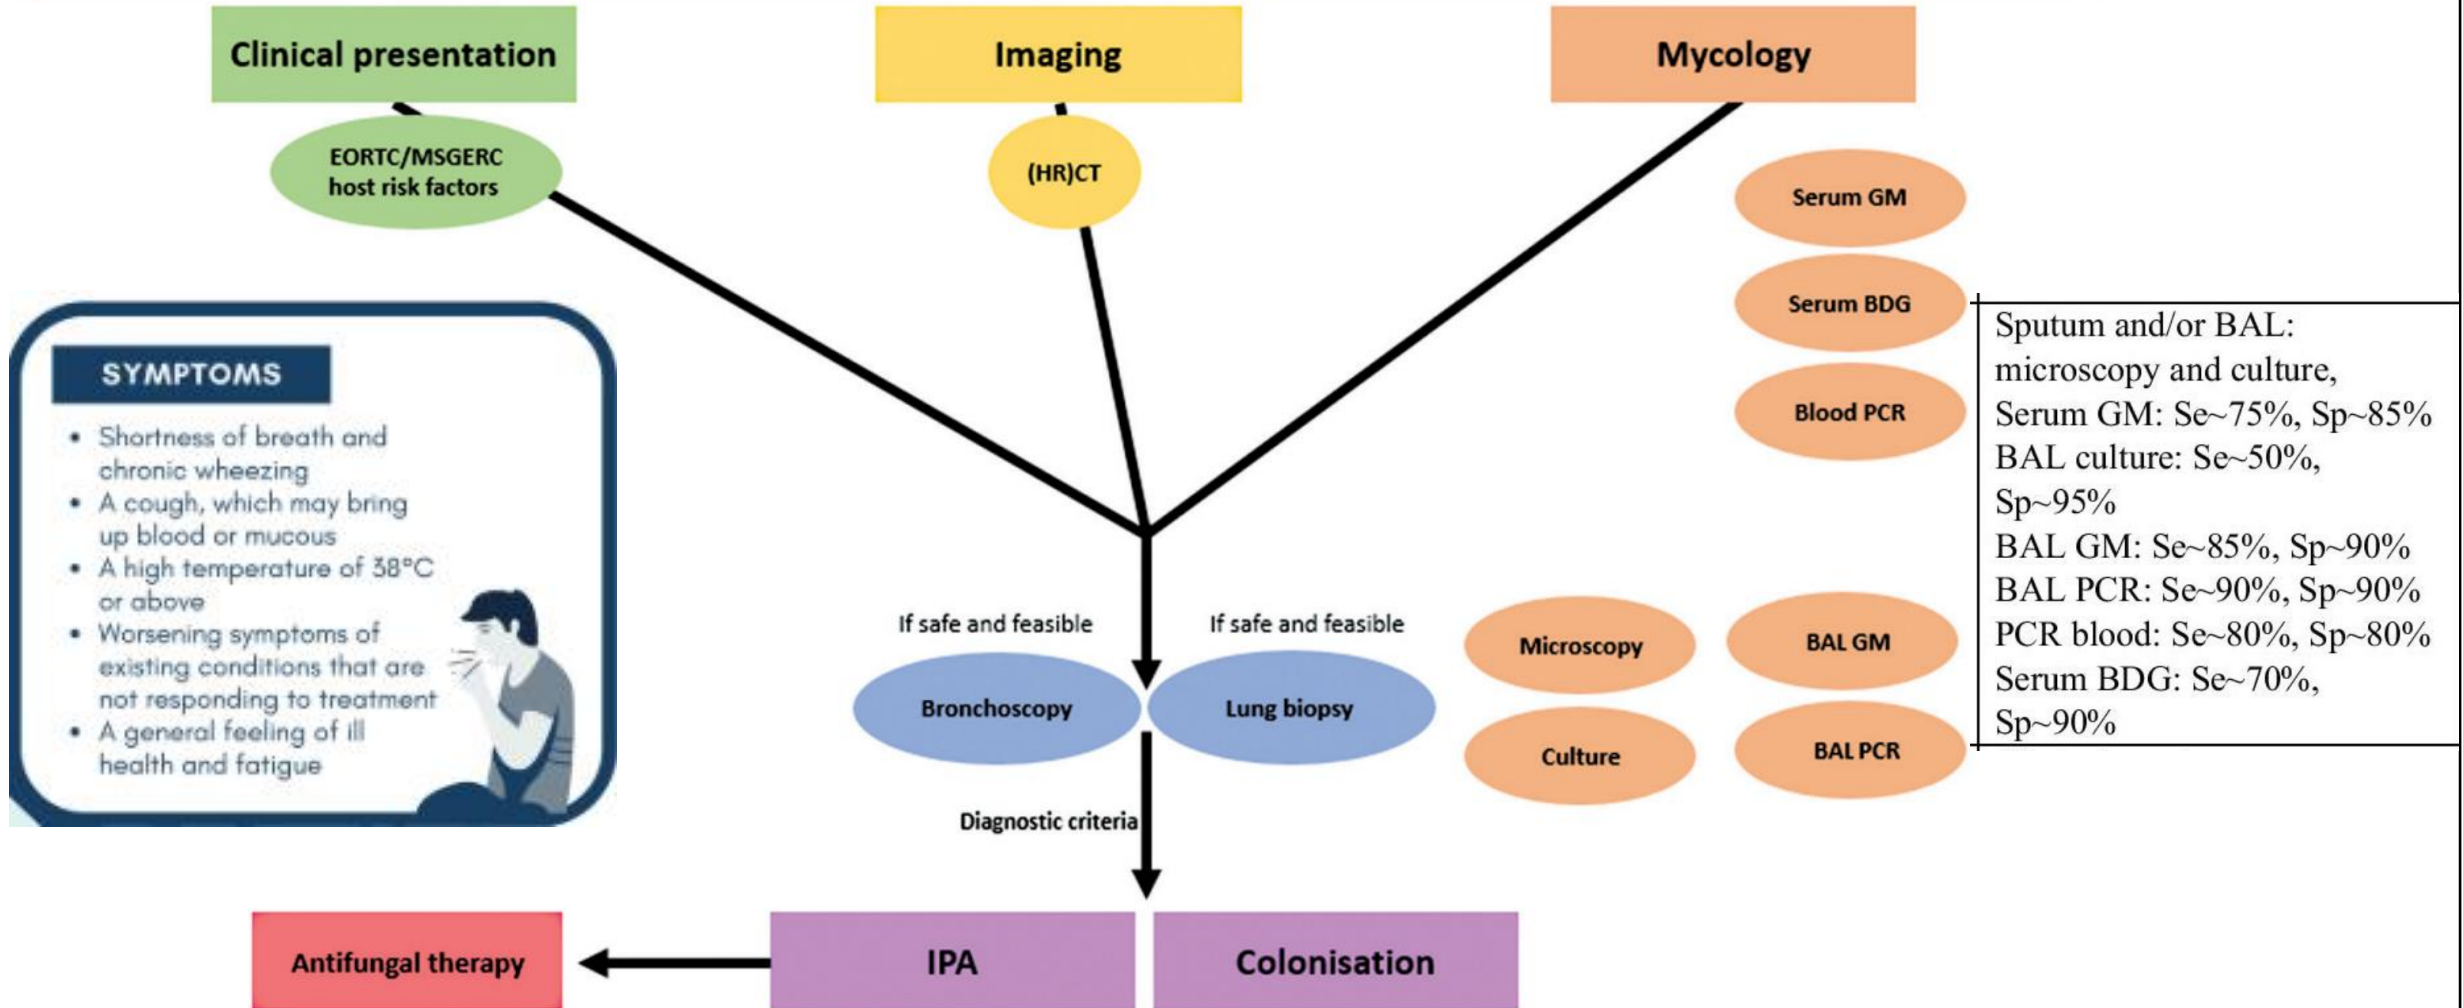 Clinical presentation
Imaging
Mycology
EORTC/MSGERC
host risk factors
(HR)CT
Serum GM
Serum BDG
Blood PCR
SYMPTOMS
• Shortness of breath and
chronic wheezing
• A cough, which may bring
up blood or mucous
• A high temperature of 38°C
or above
• Worsening symptoms of
existing conditions that are
not responding to treatment
• A general feeling of ill
health and fatigue
Sputum and/or BAL:
microscopy and culture,
Serum GM: Se~75%, Sp~85%
BAL culture: Se~50%,
Sp~95%
BAL GM: Se~85%, Sp~90%
BAL PCR: Se~90%, Sp~90%
PCR blood: Se~80%, Sp~80%
Serum BDG: Se~70%,
Sp~90%
If safe and feasible
If safe and feasible
Bronchoscopy
Lung biopsy
Microscopy
BAL GM
Culture
BAL PCR
Diagnostic criteria
Antifungal therapy
IPA
Colonisation